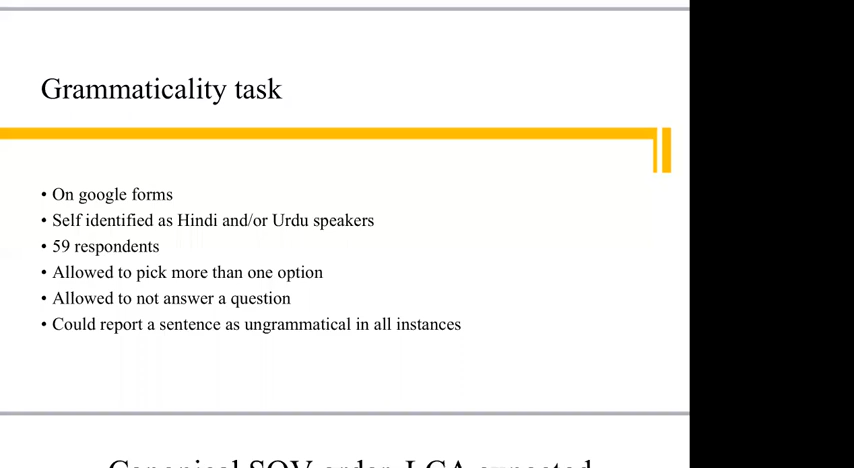 Grammaticality task
• On google forms
• Self identified as Hindi and/or Urdu speakers
• 59 respondents
• Allowed to pick more than one option
• Allowed to not answer a question
• Could report a sentence as ungrammatical in all instances
Canonical SOV order, LCA expected